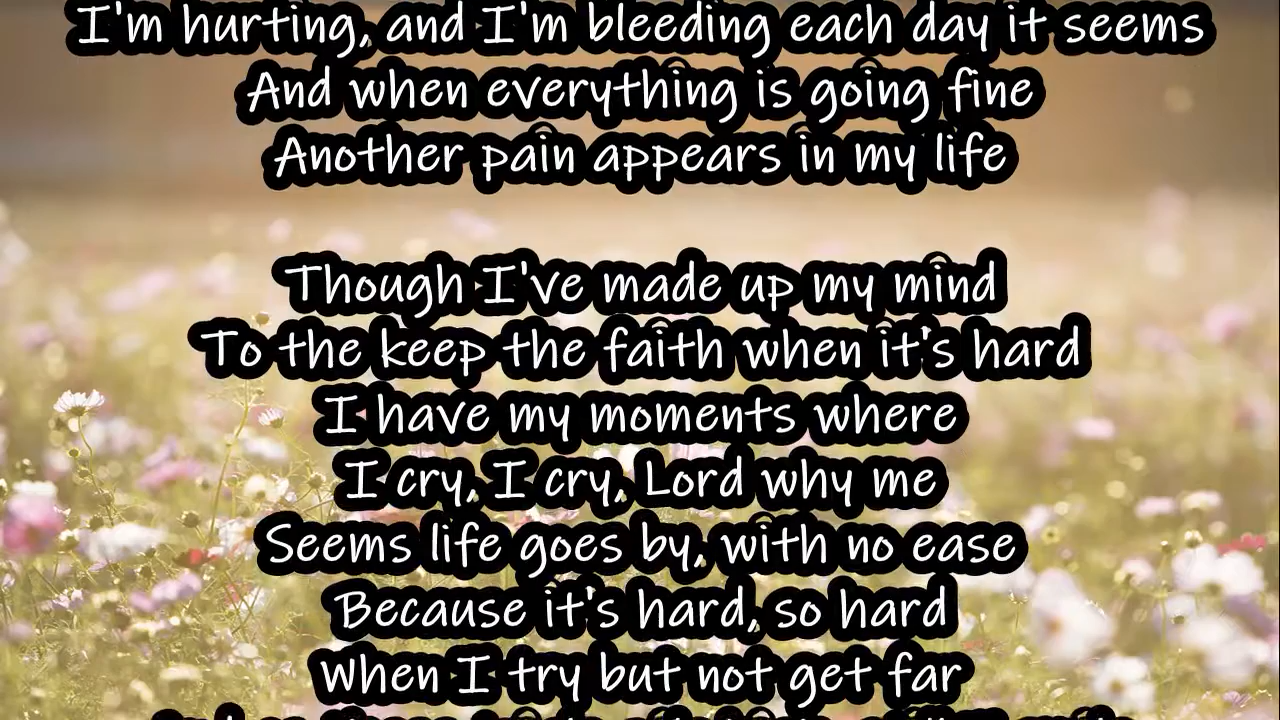 I'm hurting, and I'm bleeding each day it seems
And when everything is going fine
Another pain appears in my life
Though I've made up my mind
To the keep the faith when it's hard
I have my moments where
I cry, I cry, Lord why me
Seems life goes by, with no ease
Because it's hard, so hard
When I try but not get far